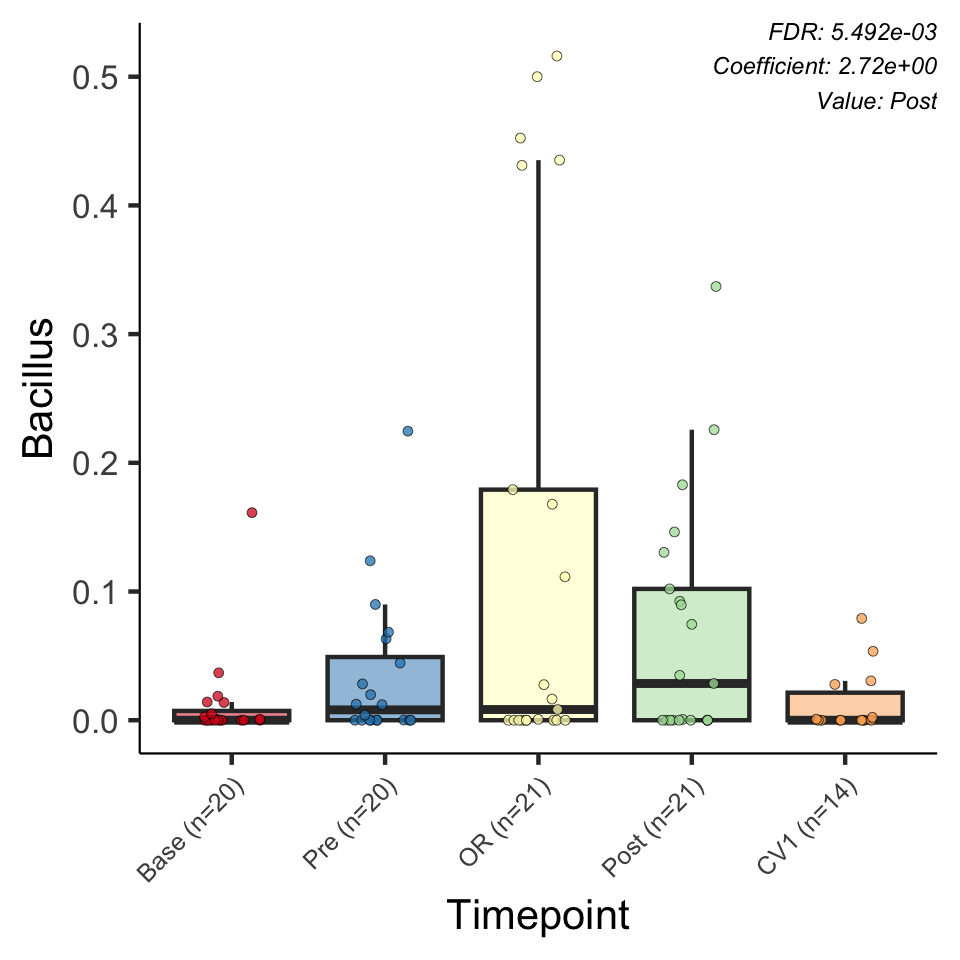 FDR: 5.492e-03
Coefficient: 2.72e+00
Value: Post
0.5
0.4
0.3
0.2
0.1
0.0
Bacillus
Base (n=20)
Pre (n=20)
OR (n=21)
Post (n=21)
CV1 (n=14)
Timepoint